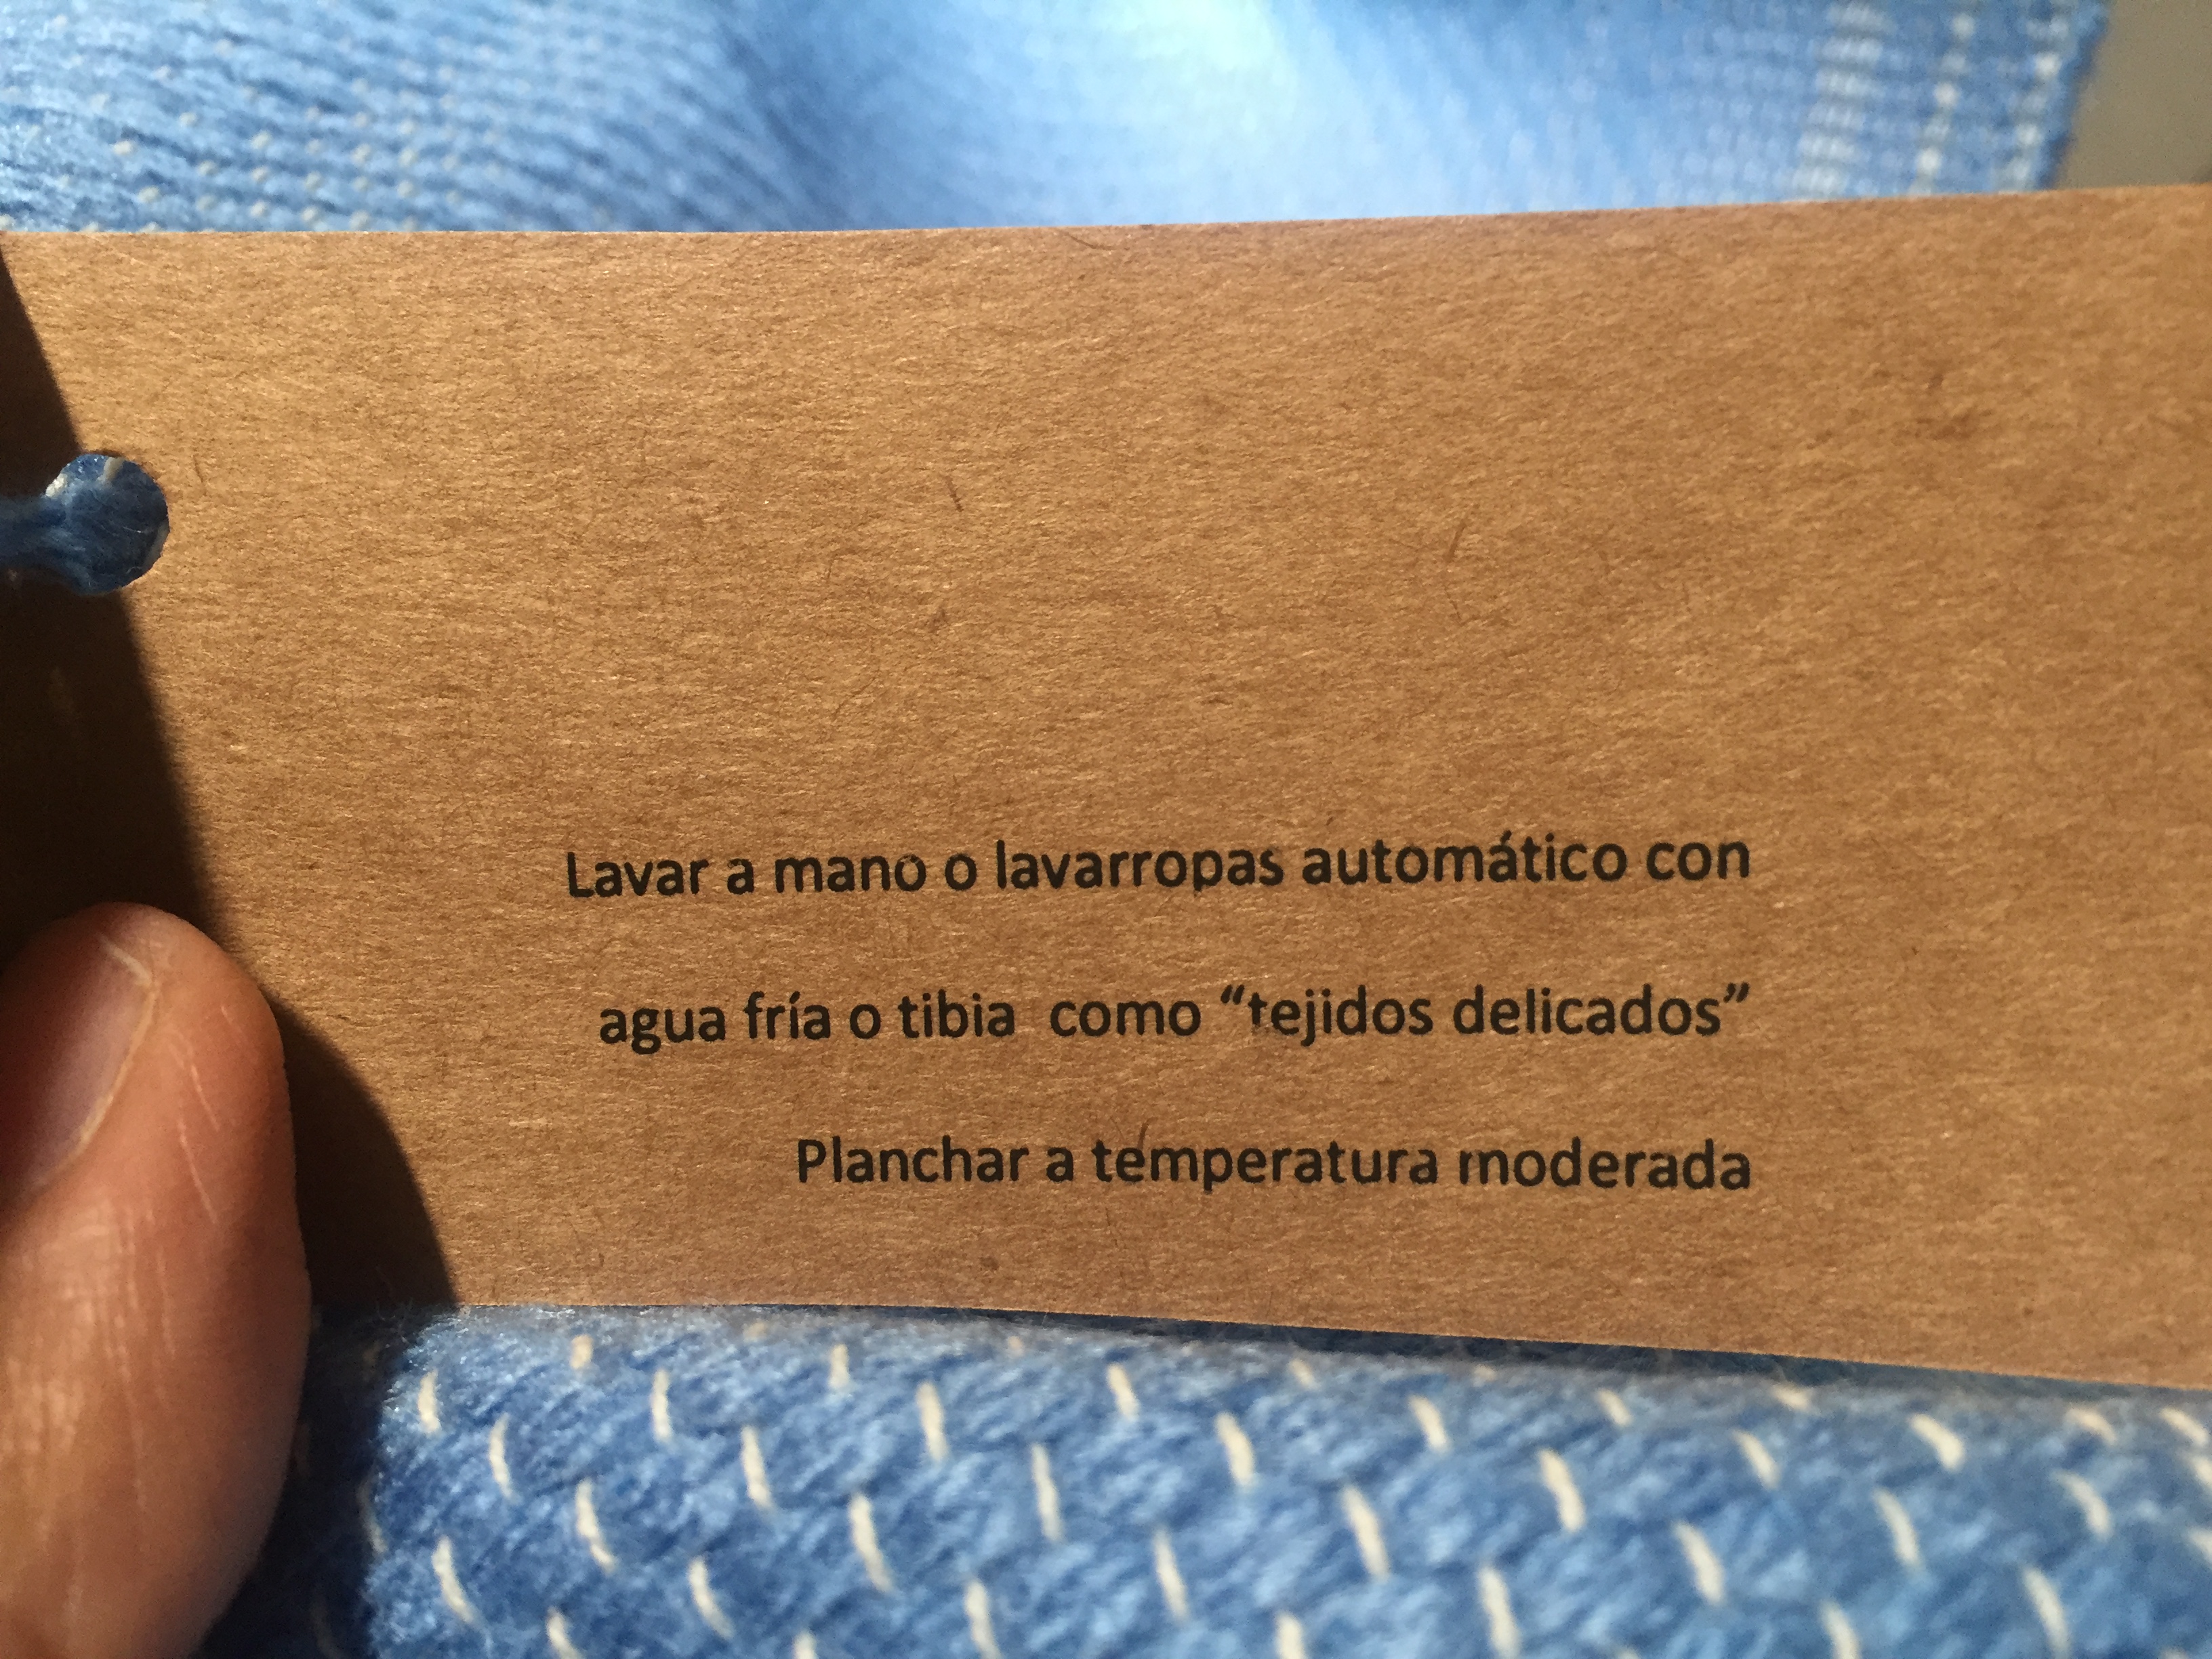 Lavar a mano o lavarropas automático con
agua fría o tibia como “tejidos delicados”
Planchar a temperatura moderada